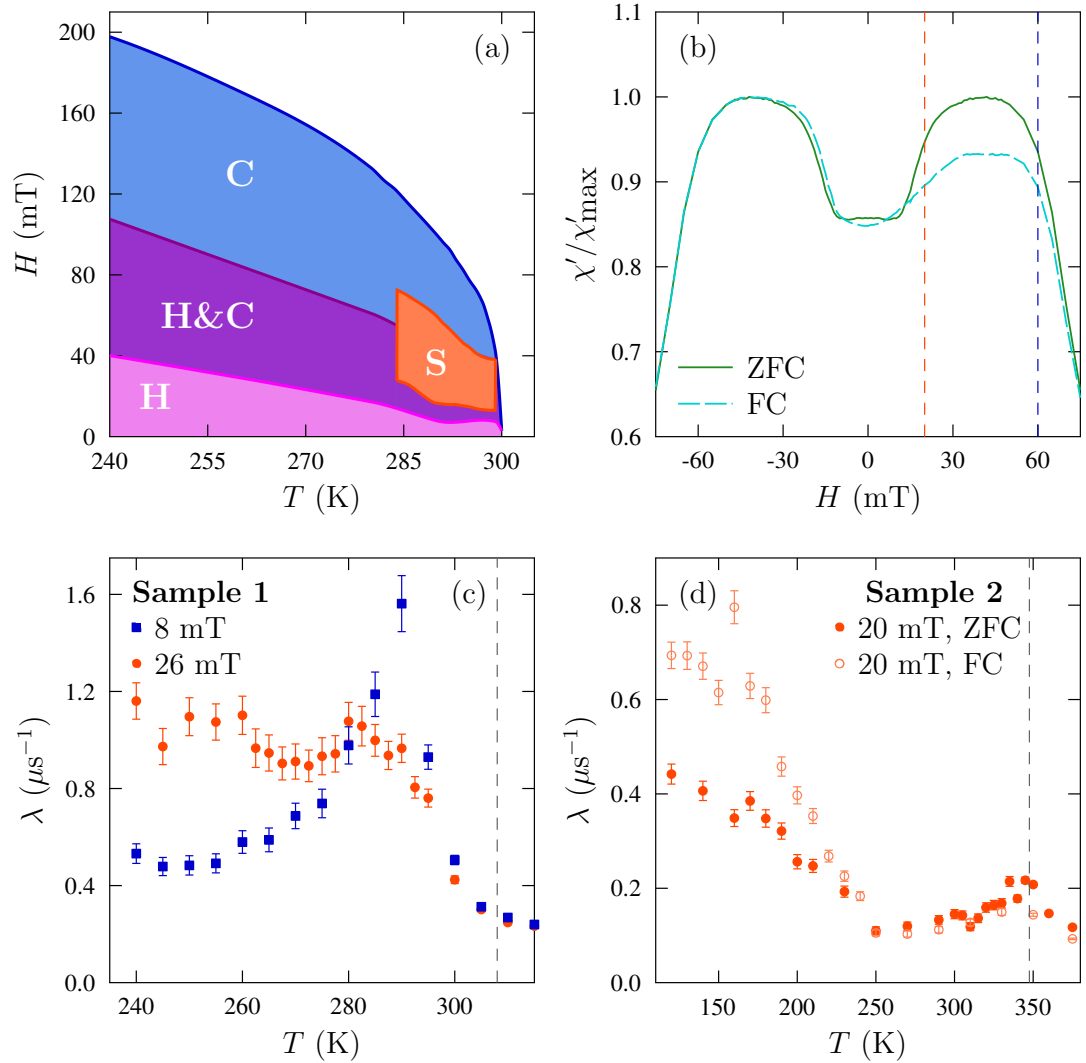 (a)
H (mT)
200
160
120
80
40
0
C
H&C
S
H
240 255 270 285 300
T (K)
(b)
χ′/χ′max
1.1
1.0
0.9
0.8
0.7
0.6
ZFC
FC
-60 -30 0 30 60
H (mT)
Sample 1
(c)
8 mT
26 mT
λ (μs⁻¹)
1.6
1.2
0.8
0.4
0.0
240 260 280 300
T (K)
(d)
Sample 2
20 mT, ZFC
20 mT, FC
λ (μs⁻¹)
0.8
0.6
0.4
0.2
0.0
150 200 250 300 350
T (K)